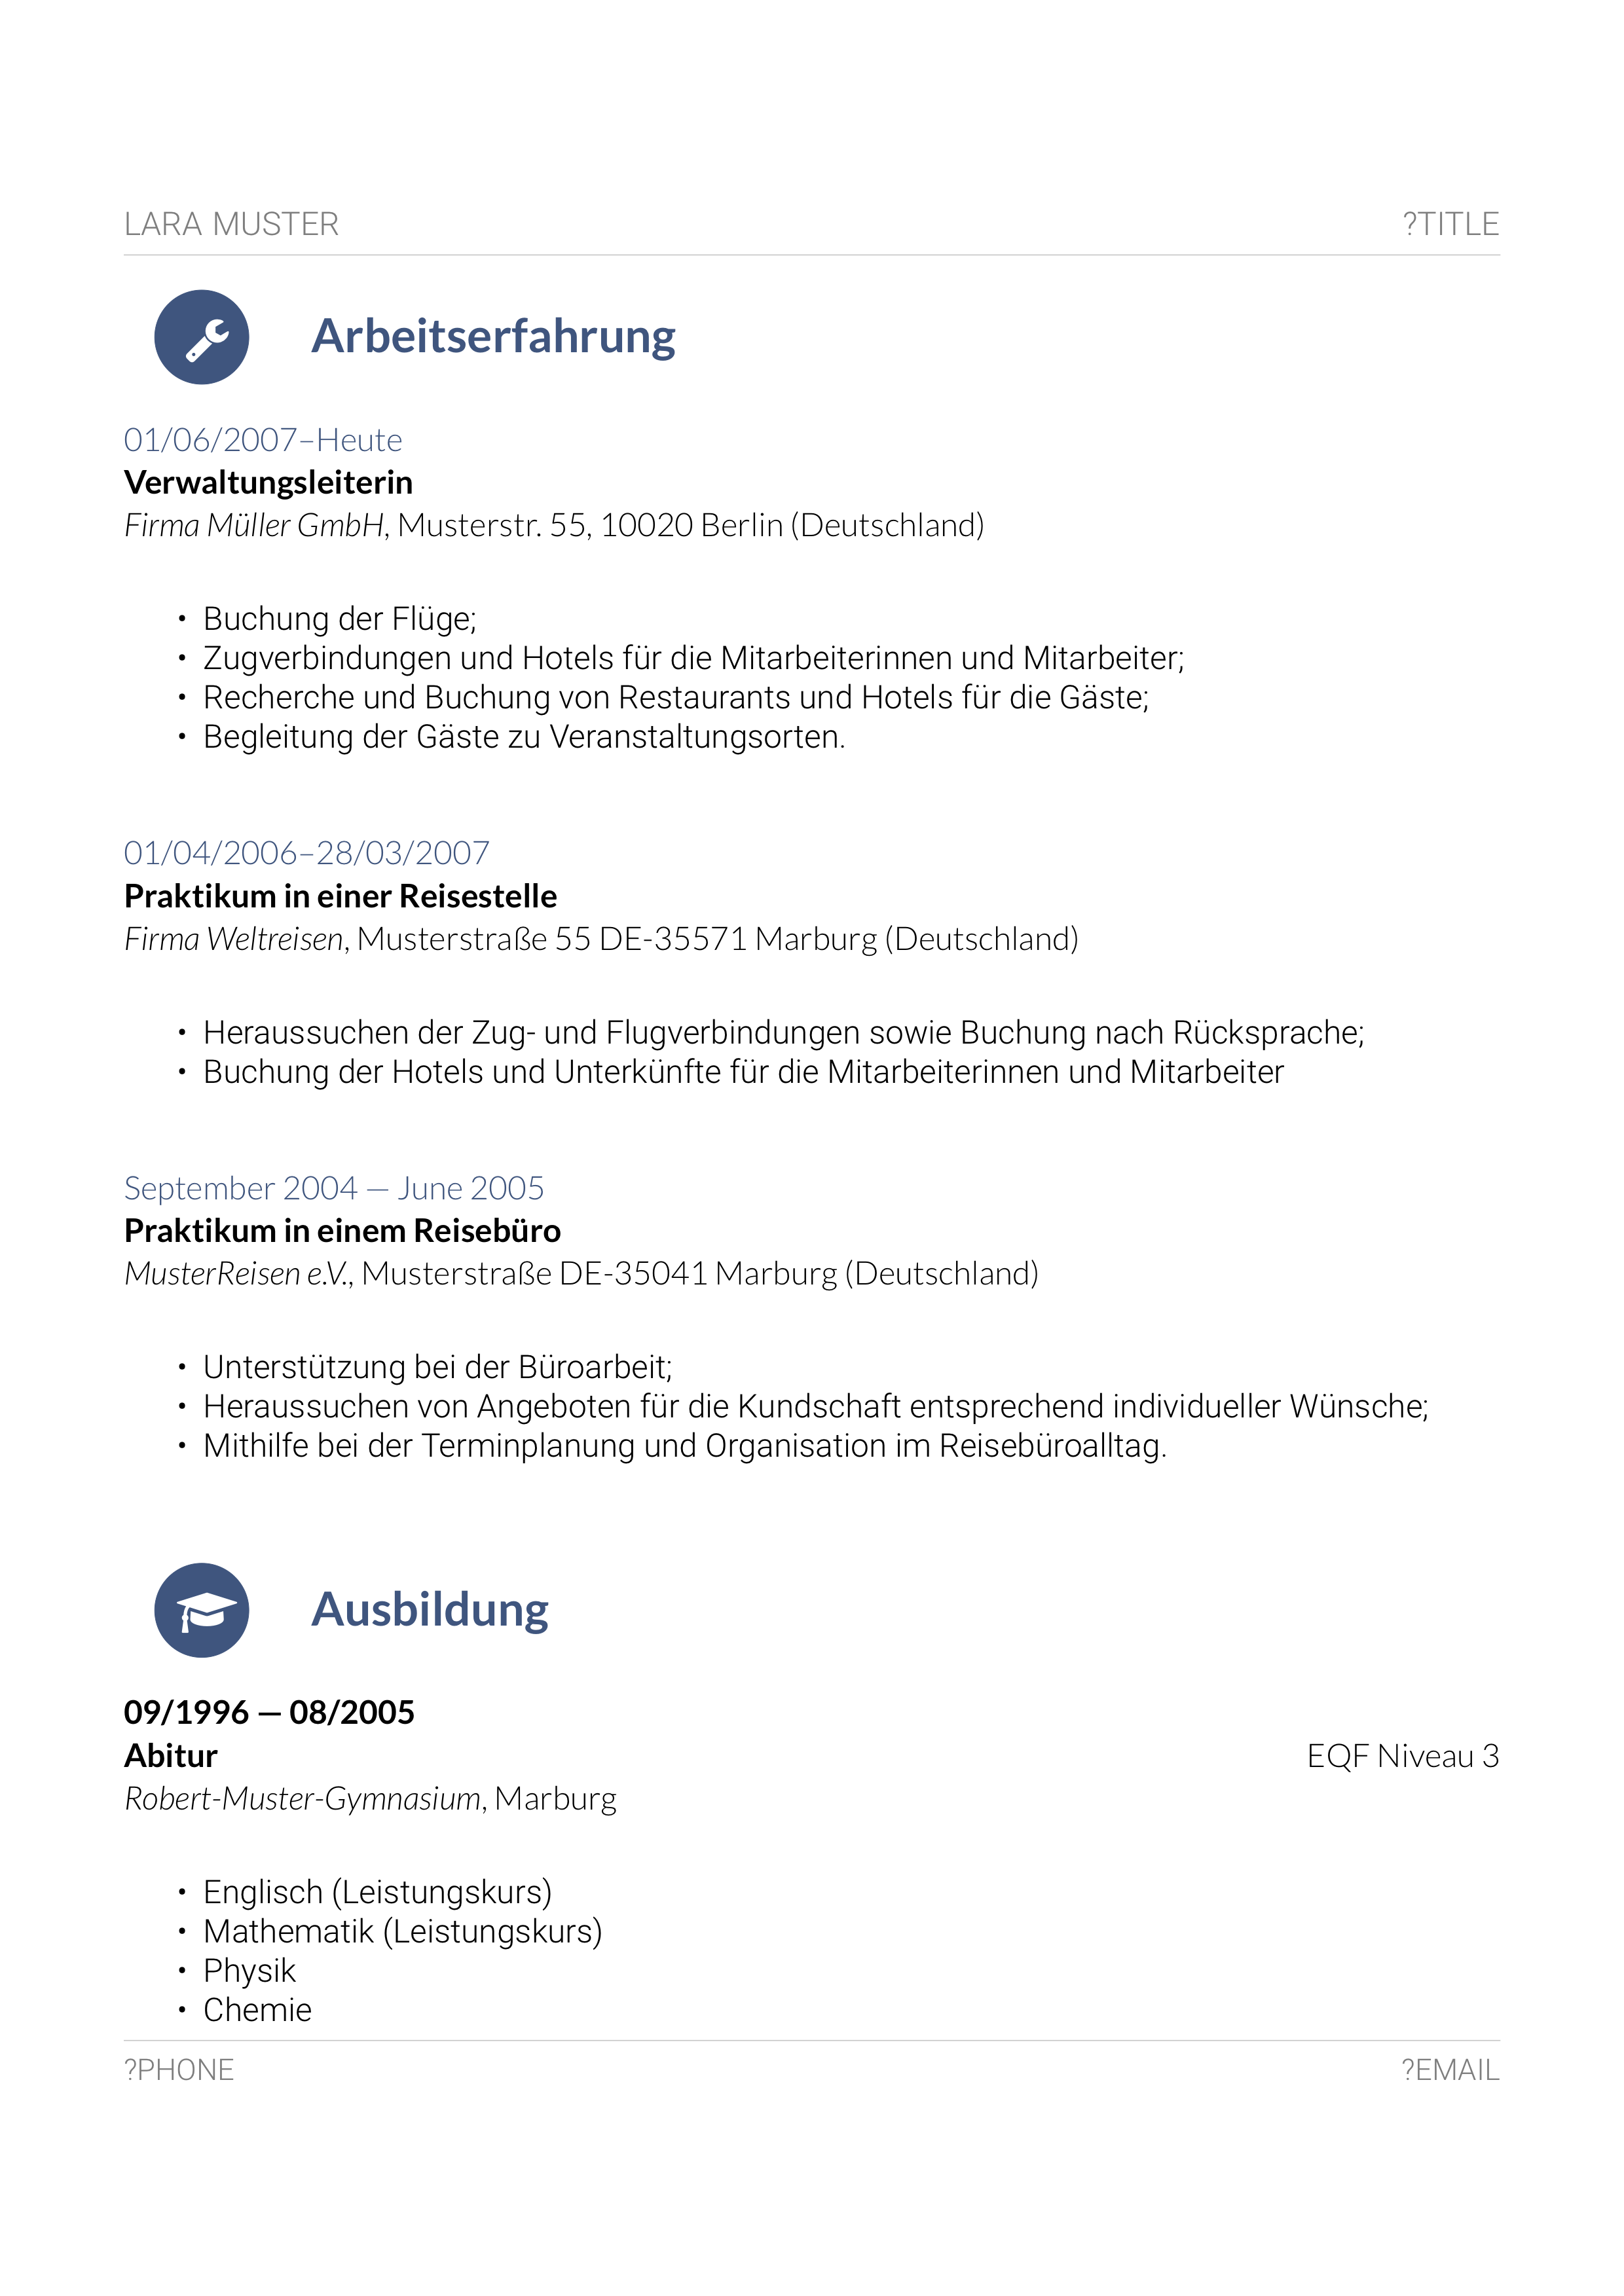 LARA MUSTER ?TITLE
Arbeitserfahrung
01/06/2007–Heute
Verwaltungsleiterin
Firma Müller GmbH, Musterstr. 55, 10020 Berlin (Deutschland)
• Buchung der Flüge;
• Zugverbindungen und Hotels für die Mitarbeiterinnen und Mitarbeiter;
• Recherche und Buchung von Restaurants und Hotels für die Gäste;
• Begleitung der Gäste zu Veranstaltungsorten.
01/04/2006–28/03/2007
Praktikum in einer Reisestelle
Firma Weltreisen, Musterstraße 55 DE-35571 Marburg (Deutschland)
• Heraussuchen der Zug- und Flugverbindungen sowie Buchung nach Rücksprache;
• Buchung der Hotels und Unterkünfte für die Mitarbeiterinnen und Mitarbeiter
September 2004 — June 2005
Praktikum in einem Reisebüro
MusterReisen e.V., Musterstraße DE-35041 Marburg (Deutschland)
• Unterstützung bei der Büroarbeit;
• Heraussuchen von Angeboten für die Kundschaft entsprechend individueller Wünsche;
• Mithilfe bei der Terminplanung und Organisation im Reisebüroalltag.
Ausbildung
09/1996 — 08/2005
Abitur EQF Niveau 3
Robert-Muster-Gymnasium, Marburg
• Englisch (Leistungskurs)
• Mathematik (Leistungskurs)
• Physik
• Chemie
?PHONE ?EMAIL